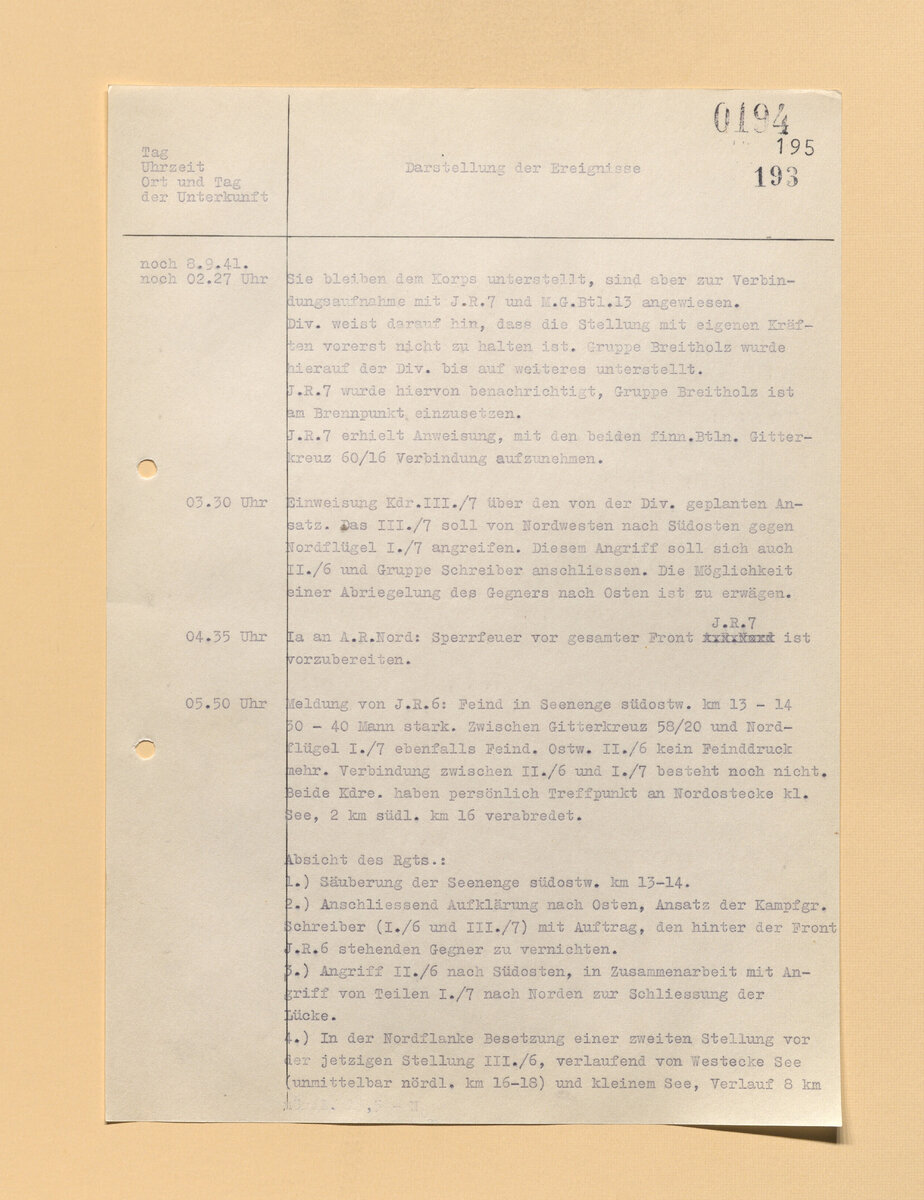 0194
195
193
Tag
Uhrzeit
Ort und Tag
der Unterkunft
Darstellung der Ereignisse
noch 8.9.41.
noch 02.27 Uhr
Sie bleiben dem Korps unterstellt, sind aber zur Verbin-
dungsaufnahme mit J.R.7 und M.G.Btl.13 angewiesen.
Div. weist darauf hin, dass die Stellung mit eigenen Kräf-
ten vorerst nicht zu halten ist. Gruppe Breitholz wurde
hierauf der Div. bis auf weiteres unterstellt.
J.R.7 wurde hiervon benachrichtigt, Gruppe Breitholz ist
am Brennpunkt einzusetzen.
J.R.7 erhielt Anweisung, mit den beiden finn.Btln. Gitter-
kreuz 60/16 Verbindung aufzunehmen.
03.30 Uhr
Einweisung Kdr.III./7 über den von der Div. geplanten An-
satz. Das III./7 soll von Nordwesten nach Südosten gegen
Nordflügel I./7 angreifen. Diesem Angriff soll sich auch
II./6 und Gruppe Schreiber anschliessen. Die Möglichkeit
einer Abriegelung des Gegners nach Osten ist zu erwägen.
J.R.7
04.35 Uhr
Ia an A.R.Nord: Sperrfeuer vor gesamter Front A.R.Nord ist
vorzubereiten.
05.50 Uhr
Meldung von J.R.6: Feind in Seenenge südostw. km 13 - 14
30 - 40 Mann stark. Zwischen Gitterkreuz 58/20 und Nord-
flügel I./7 ebenfalls Feind. Ostw. II./6 kein Feinddruck
mehr. Verbindung zwischen II./6 und I./7 besteht noch nicht.
Beide Kdre. haben persönlich Treffpunkt an Nordostecke kl.
See, 2 km südl. km 16 verabredet.
Absicht des Rgts.:
1.) Säuberung der Seenenge südostw. km 13-14.
2.) Anschliessend Aufklärung nach Osten, Ansatz der Kampfgr.
Schreiber (I./6 und III./7) mit Auftrag, den hinter der Front
J.R.6 stehenden Gegner zu vernichten.
3.) Angriff II./6 nach Südosten, in Zusammenarbeit mit An-
griff von Teilen I./7 nach Norden zur Schliessung der
Lücke.
4.) In der Nordflanke Besetzung einer zweiten Stellung vor
der jetzigen Stellung III./6, verlaufend von Westecke See
(unmittelbar nördl. km 16-18) und kleinem See, Verlauf 8 km